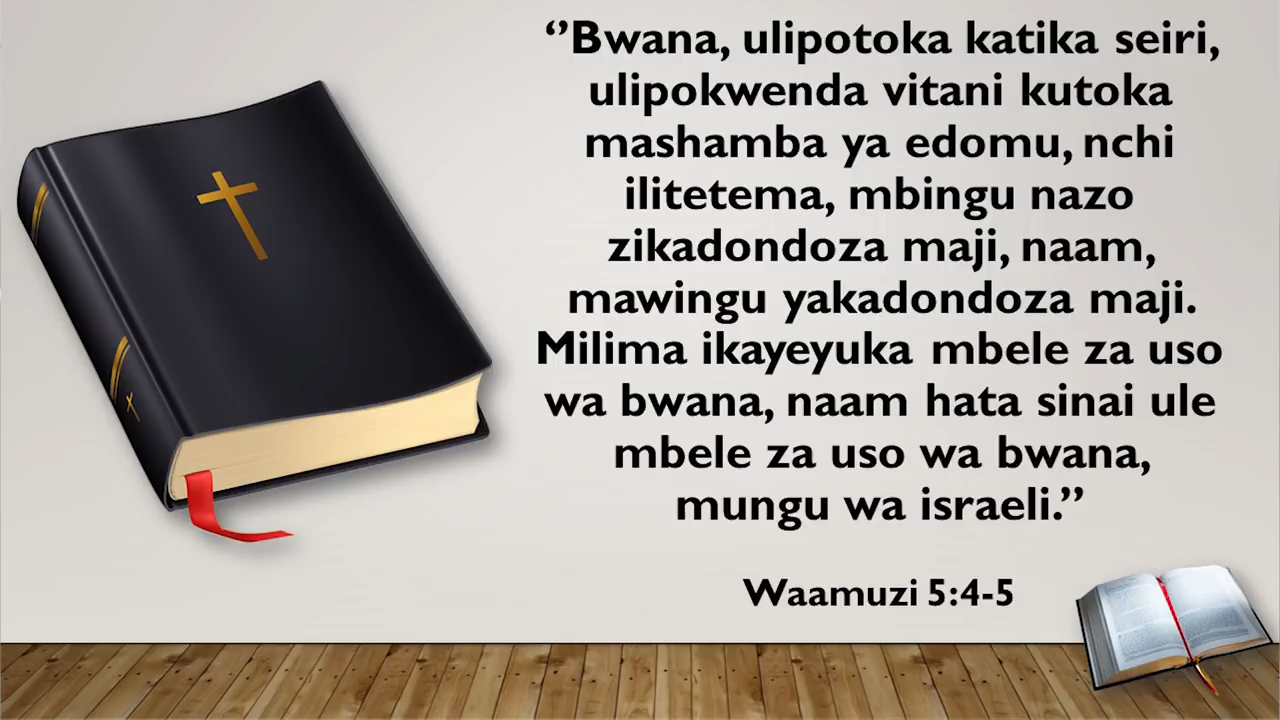 ‘’Bwana, ulipotoka katika seiri,
ulipokwenda vitani kutoka
mashamba ya edomu, nchi
ilitetema, mbingu nazo
zikadondoza maji, naam,
mawingu yakadondoza maji.
Milima ikayeyuka mbele za uso
wa bwana, naam hata sinai ule
mbele za uso wa bwana,
mungu wa israeli.’’
Waamuzi 5:4-5